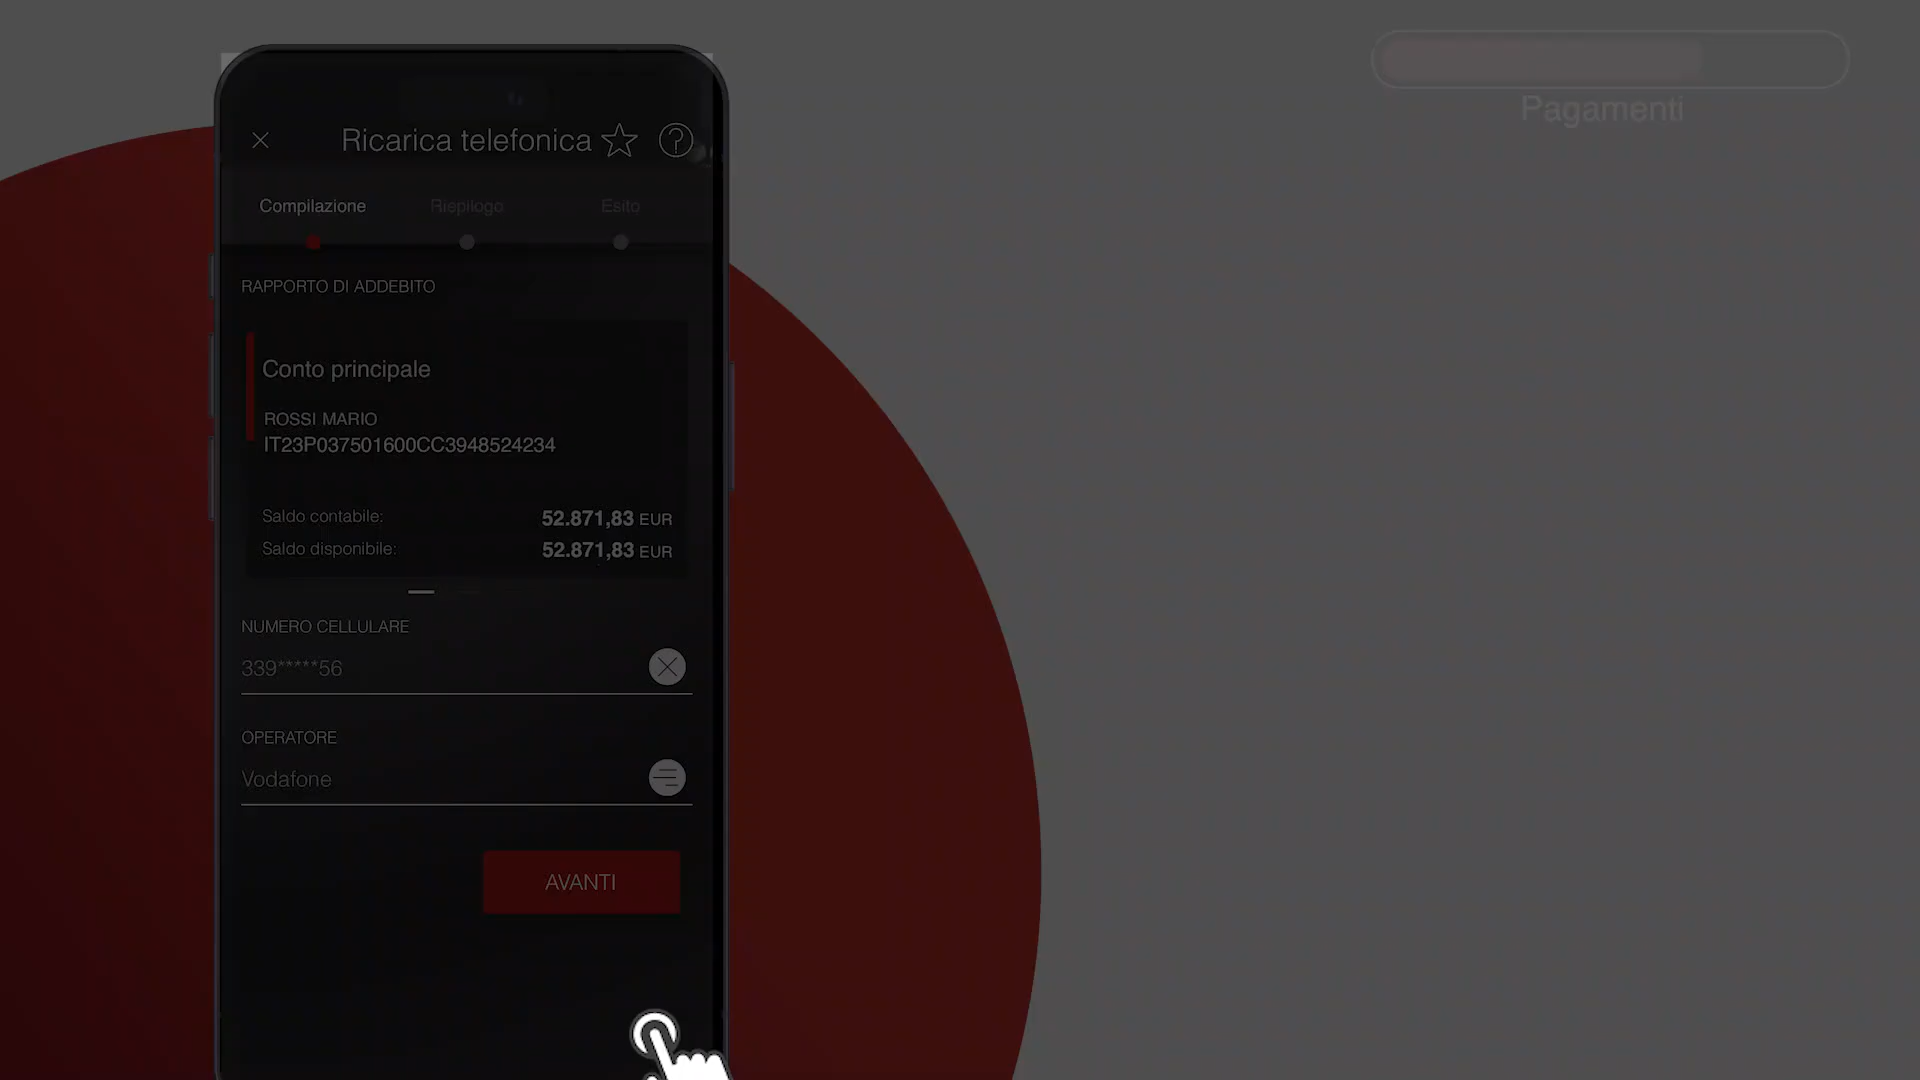 Pagamenti
Ricarica telefonica
Compilazione Riepilogo Esito
RAPPORTO DI ADDEBITO
Conto principale
ROSSI MARIO
IT23P037501600CC3948524234
Saldo contabile: 52.871,83 EUR
Saldo disponibile: 52.871,83 EUR
NUMERO CELLULARE
339*****56
OPERATORE
Vodafone
AVANTI